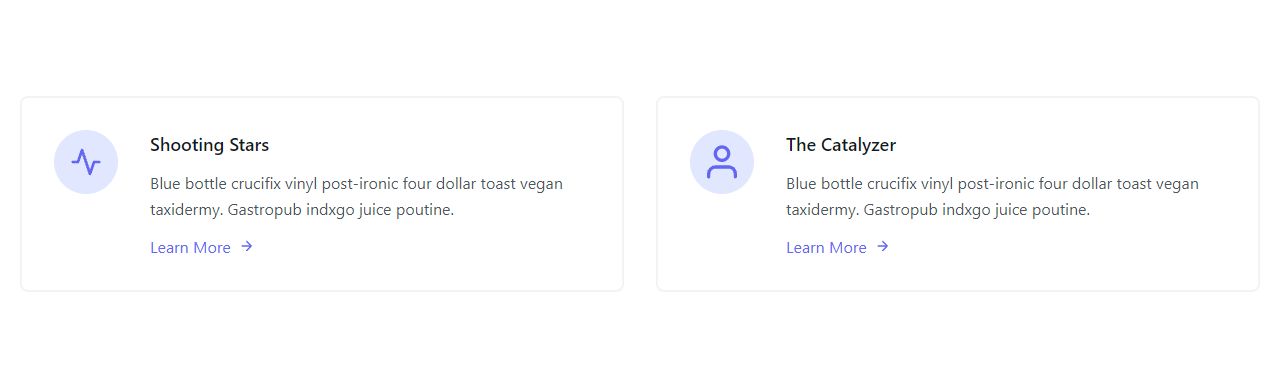 Shooting Stars
Blue bottle crucifix vinyl post-ironic four dollar toast vegan
taxidermy. Gastropub indxgo juice poutine.
Learn More
The Catalyzer
Blue bottle crucifix vinyl post-ironic four dollar toast vegan
taxidermy. Gastropub indxgo juice poutine.
Learn More